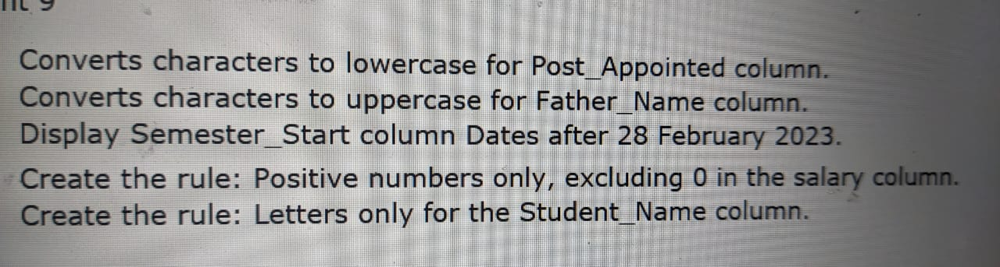 Converts characters to lowercase for Post_Appointed column.
Converts characters to uppercase for Father_Name column.
Display Semester_Start column Dates after 28 February 2023.
Create the rule: Positive numbers only, excluding 0 in the salary column.
Create the rule: Letters only for the Student_Name column.